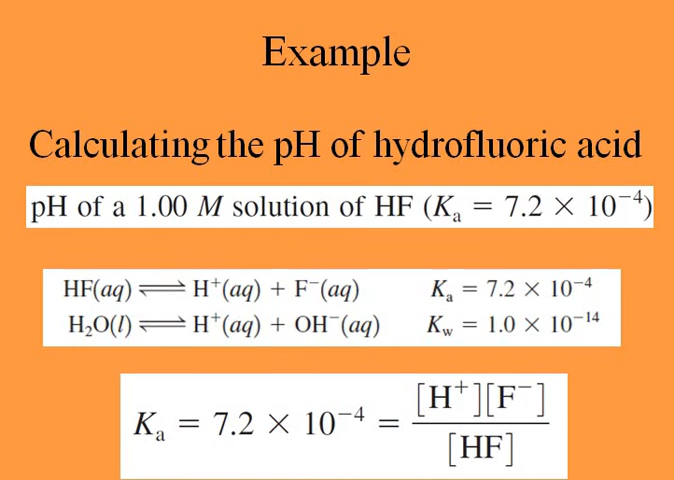 Example
Calculating the pH of hydrofluoric acid
pH of a 1.00 M solution of HF (Kₐ = 7.2 × 10⁻⁴)
HF(aq) ⇌ H⁺(aq) + F⁻(aq) Kₐ = 7.2 × 10⁻⁴
H₂O(l) ⇌ H⁺(aq) + OH⁻(aq) K_w = 1.0 × 10⁻¹⁴
Kₐ = 7.2 × 10⁻⁴ = [H⁺][F⁻] / [HF]